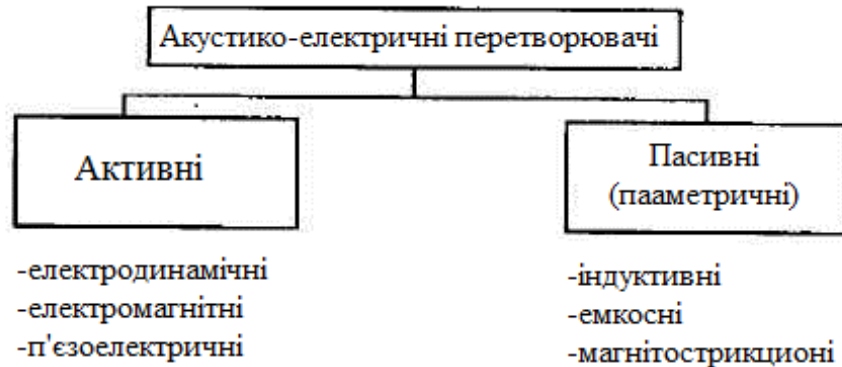 Акустико-електричні перетворювачі
Активні
-електродинамічні
-електромагнітні
-п'єзоелектричні
Пасивні
(пааметричні)
-індуктивні
-емкосні
-магнітострикционі